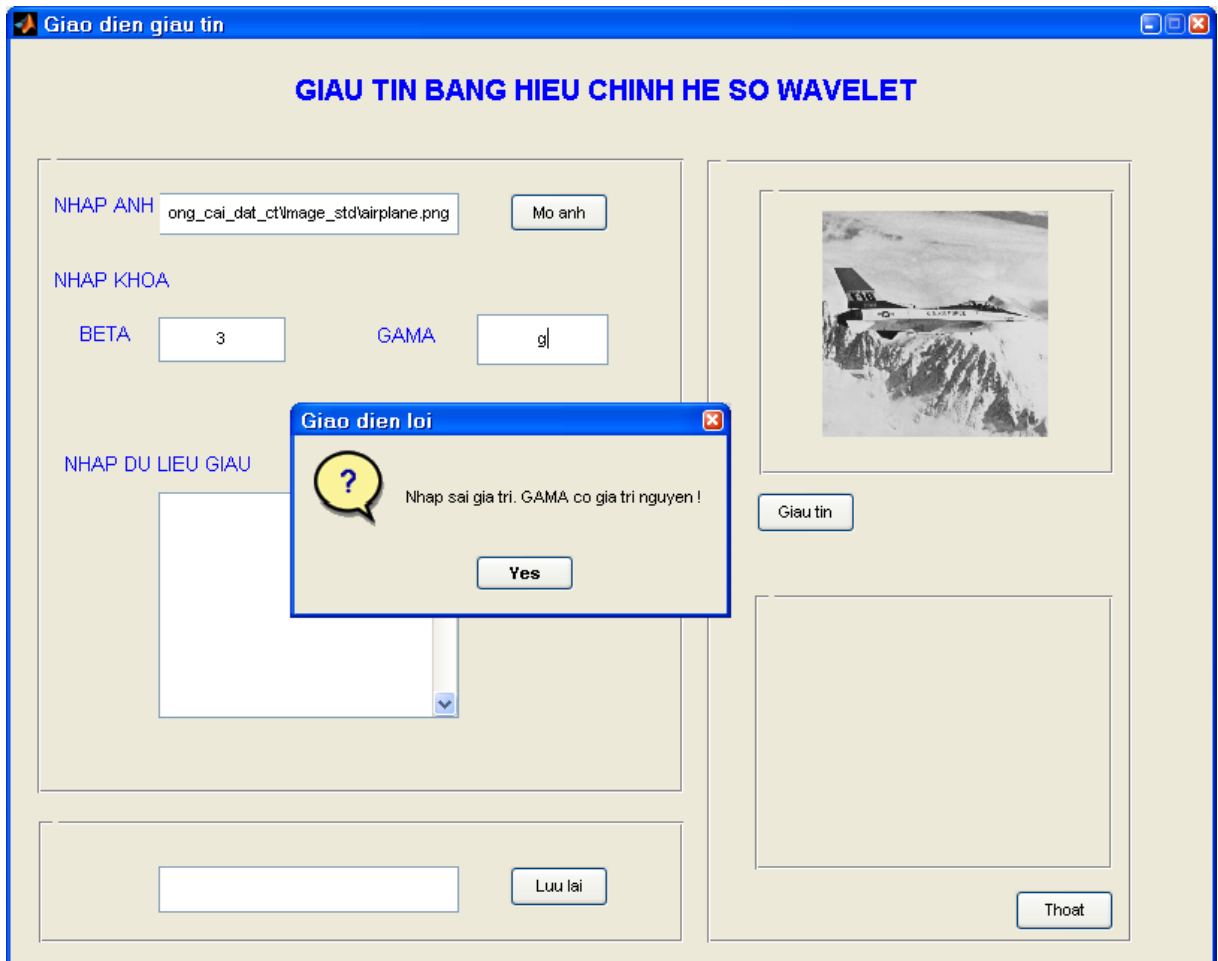 Giao dien giau tin
GIAU TIN BANG HIEU CHINH HE SO WAVELET
NHAP ANH
ong_cai_dat_ct\Image_std\airplane.png
Mo anh
NHAP KHOA
BETA
3
GAMA
g
NHAP DU LIEU GIAU
Giao dien loi
?
Nhap sai gia tri. GAMA co gia tri nguyen !
Yes
F16
Giau tin
Luu lai
Thoat